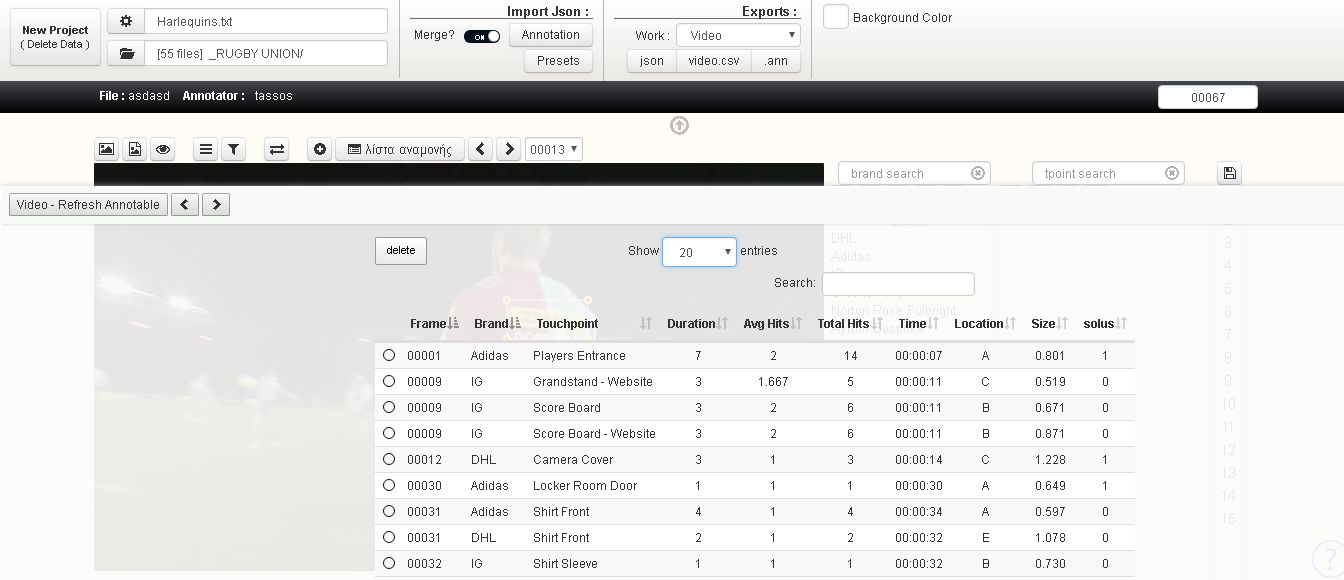 New Project
( Delete Data )
Harlequins.txt
[55 files] _RUGBY UNION/
Import Json :
Merge? ON Annotation
Presets
Exports :
Work : Video
json video.csv .ann
Background Color
File : asdasd Annotator : tassos 00067
λίστα αναμονής 00013
brand search tpoint search
Video - Refresh Annotable
delete Show 20 entries
Search:
DHL
Adidas
Norton Rose Fulbright
Frame Brand Touchpoint Duration Avg Hits Total Hits Time Location Size solus
00001 Adidas Players Entrance 7 2 14 00:00:07 A 0.801 1
00009 IG Grandstand - Website 3 1.667 5 00:00:11 C 0.519 0
00009 IG Score Board 3 2 6 00:00:11 B 0.671 0
00009 IG Score Board - Website 3 2 6 00:00:11 B 0.871 0
00012 DHL Camera Cover 3 1 3 00:00:14 C 1.228 1
00030 Adidas Locker Room Door 1 1 1 00:00:30 A 0.649 1
00031 Adidas Shirt Front 4 1 4 00:00:34 A 0.597 0
00031 DHL Shirt Front 2 1 2 00:00:32 E 1.078 0
00032 IG Shirt Sleeve 1 1 1 00:00:32 B 0.730 0
3
4
5
6
7
8
9
10
11
12
13
14
15
?